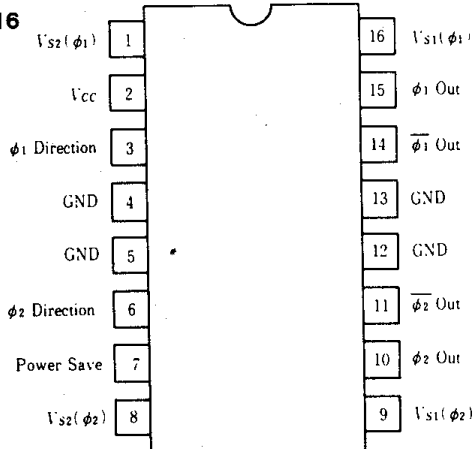 16
Vs2(φ1) 1 16 Vs1(φ1)
Vcc 2 15 φ1 Out
φ1 Direction 3 14 φ1̅ Out
GND 4 13 GND
GND 5 12 GND
φ2 Direction 6 11 φ2̅ Out
Power Save 7 10 φ2 Out
Vs2(φ2) 8 9 Vs1(φ2)